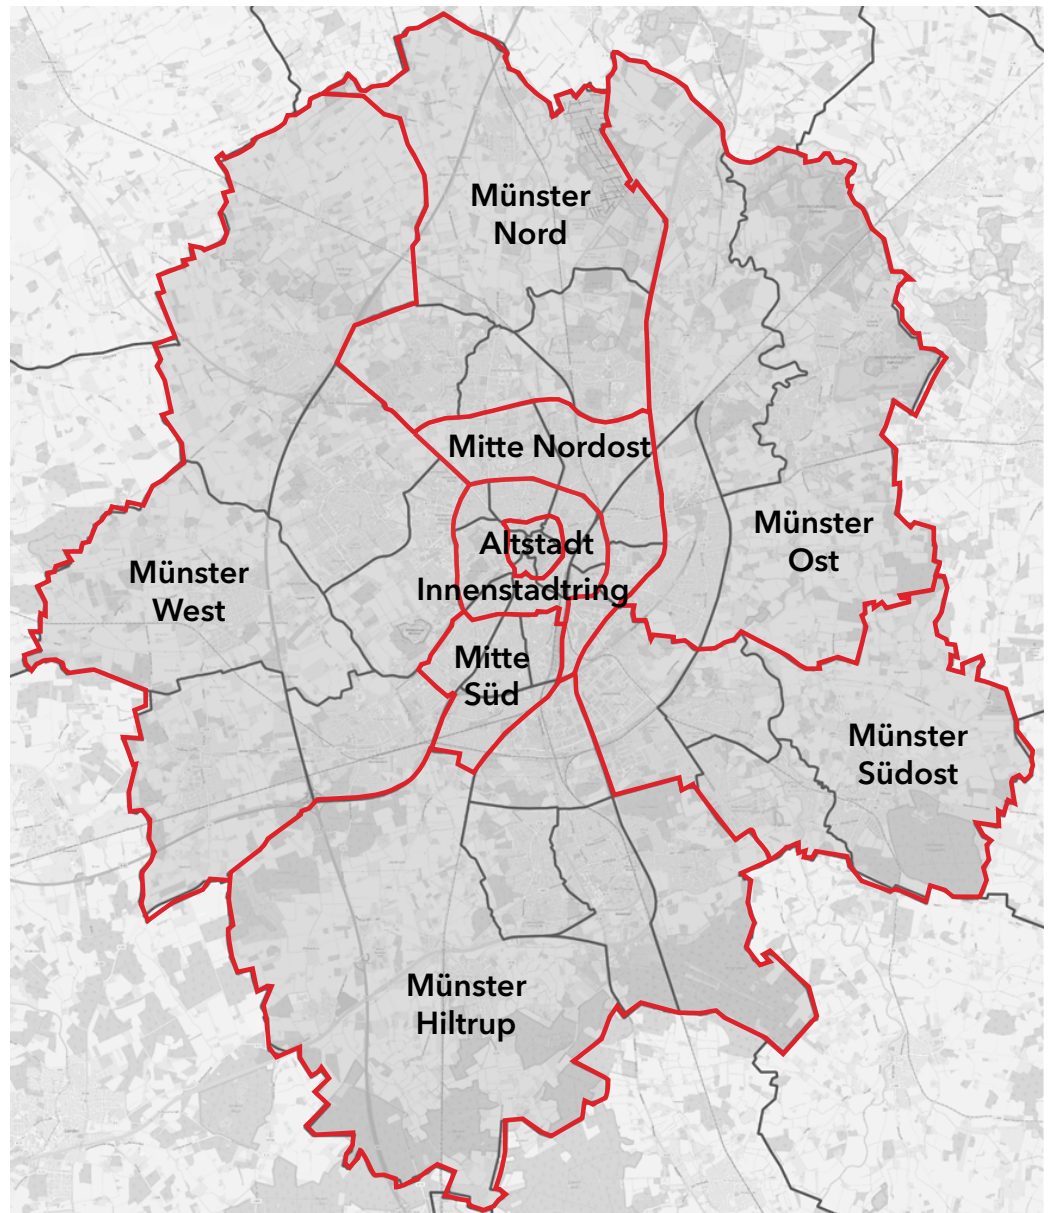 Münster
Nord
Mitte Nordost
Münster
Ost
Altstadt
Münster
West
Innenstadtring
Mitte
Süd
Münster
Südost
Münster
Hiltrup